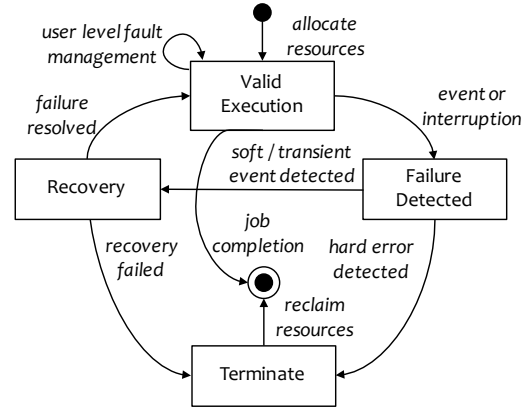 user level fault
management
allocate
resources
Valid
Execution
failure
resolved
event or
interruption
soft / transient
event detected
Recovery
Failure
Detected
recovery
failed
job
completion
hard error
detected
reclaim
resources
Terminate